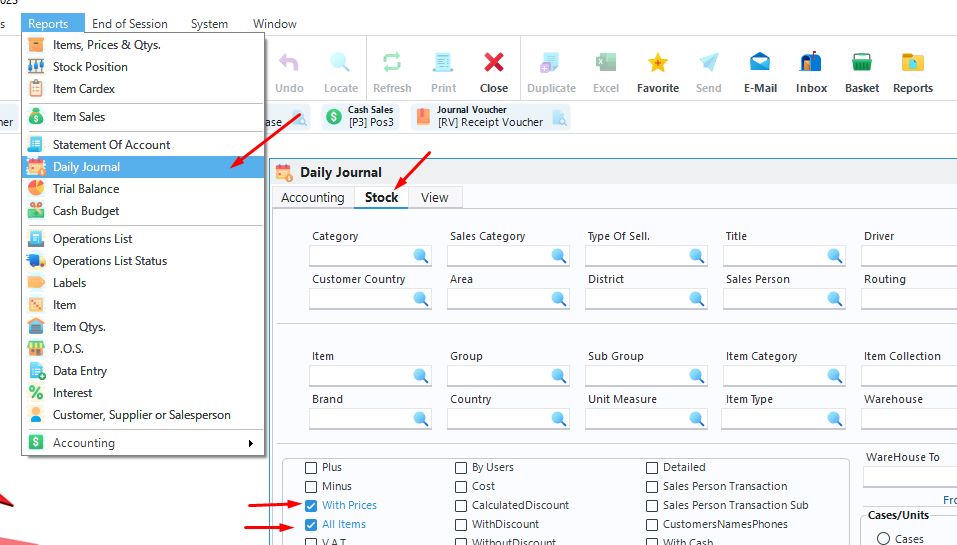 Reports End of Session System Window
Items, Prices & Qtys.
Stock Position
Item Cardex
Item Sales
Statement Of Account
Daily Journal
Trial Balance
Cash Budget
Operations List
Operations List Status
Labels
Item
Item Qtys.
P.O.S.
Data Entry
Interest
Customer, Supplier or Salesperson
Accounting
Undo Locate Refresh Print Close Duplicate Excel Favorite Send E-Mail Inbox Basket Reports
Cash Sales
[P3] Pos3
Journal Voucher
[RV] Receipt Voucher
Daily Journal
Accounting Stock View
Category Sales Category Type Of Sell. Title Driver
Customer Country Area District Sales Person Routing
Item Group Sub Group Item Category Item Collection
Brand Country Unit Measure Item Type Warehouse
Plus By Users Detailed
Minus Cost Sales Person Transaction
With Prices CalculatedDiscount Sales Person Transaction Sub
All Items WithDiscount CustomersNamesPhones
V.A.T WithoutDiscount With Cash
WareHouse To
Cases/Units
Cases